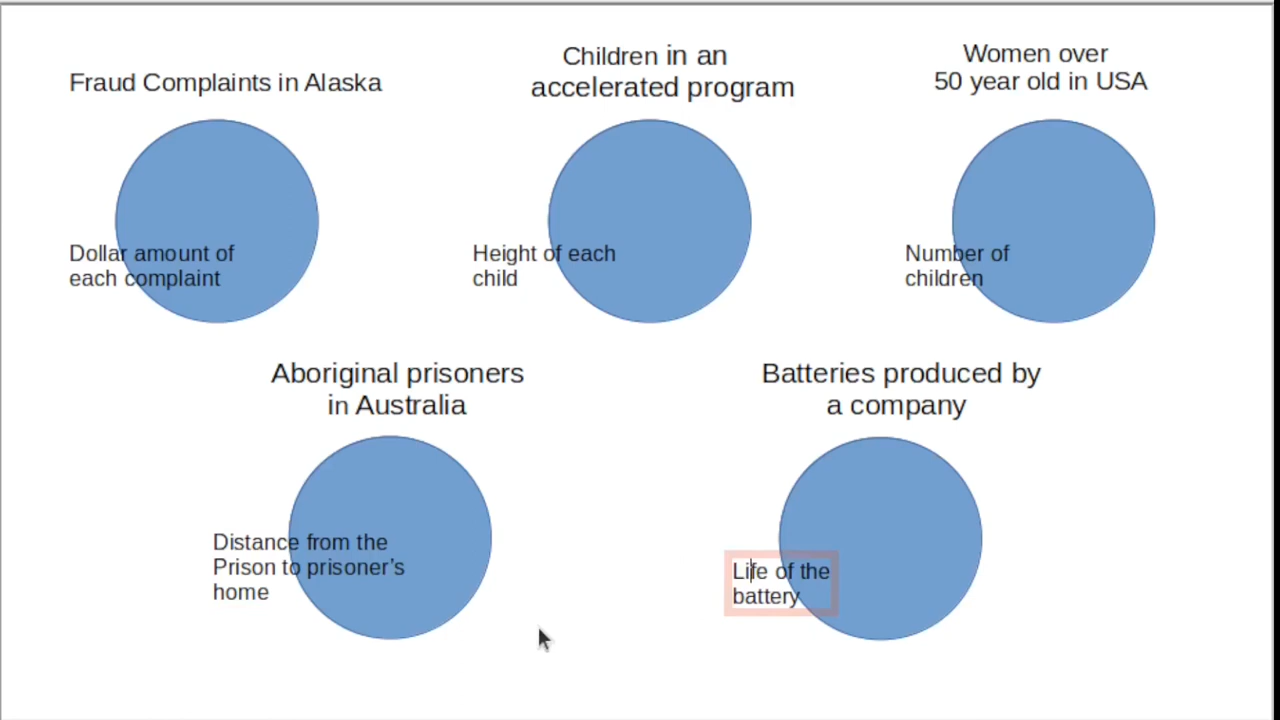 Fraud Complaints in Alaska
Children in an
accelerated program
Women over
50 year old in USA
Dollar amount of
each complaint
Height of each
child
Number of
children
Aboriginal prisoners
in Australia
Batteries produced by
a company
Distance from the
Prison to prisoner’s
home
Life of the
battery